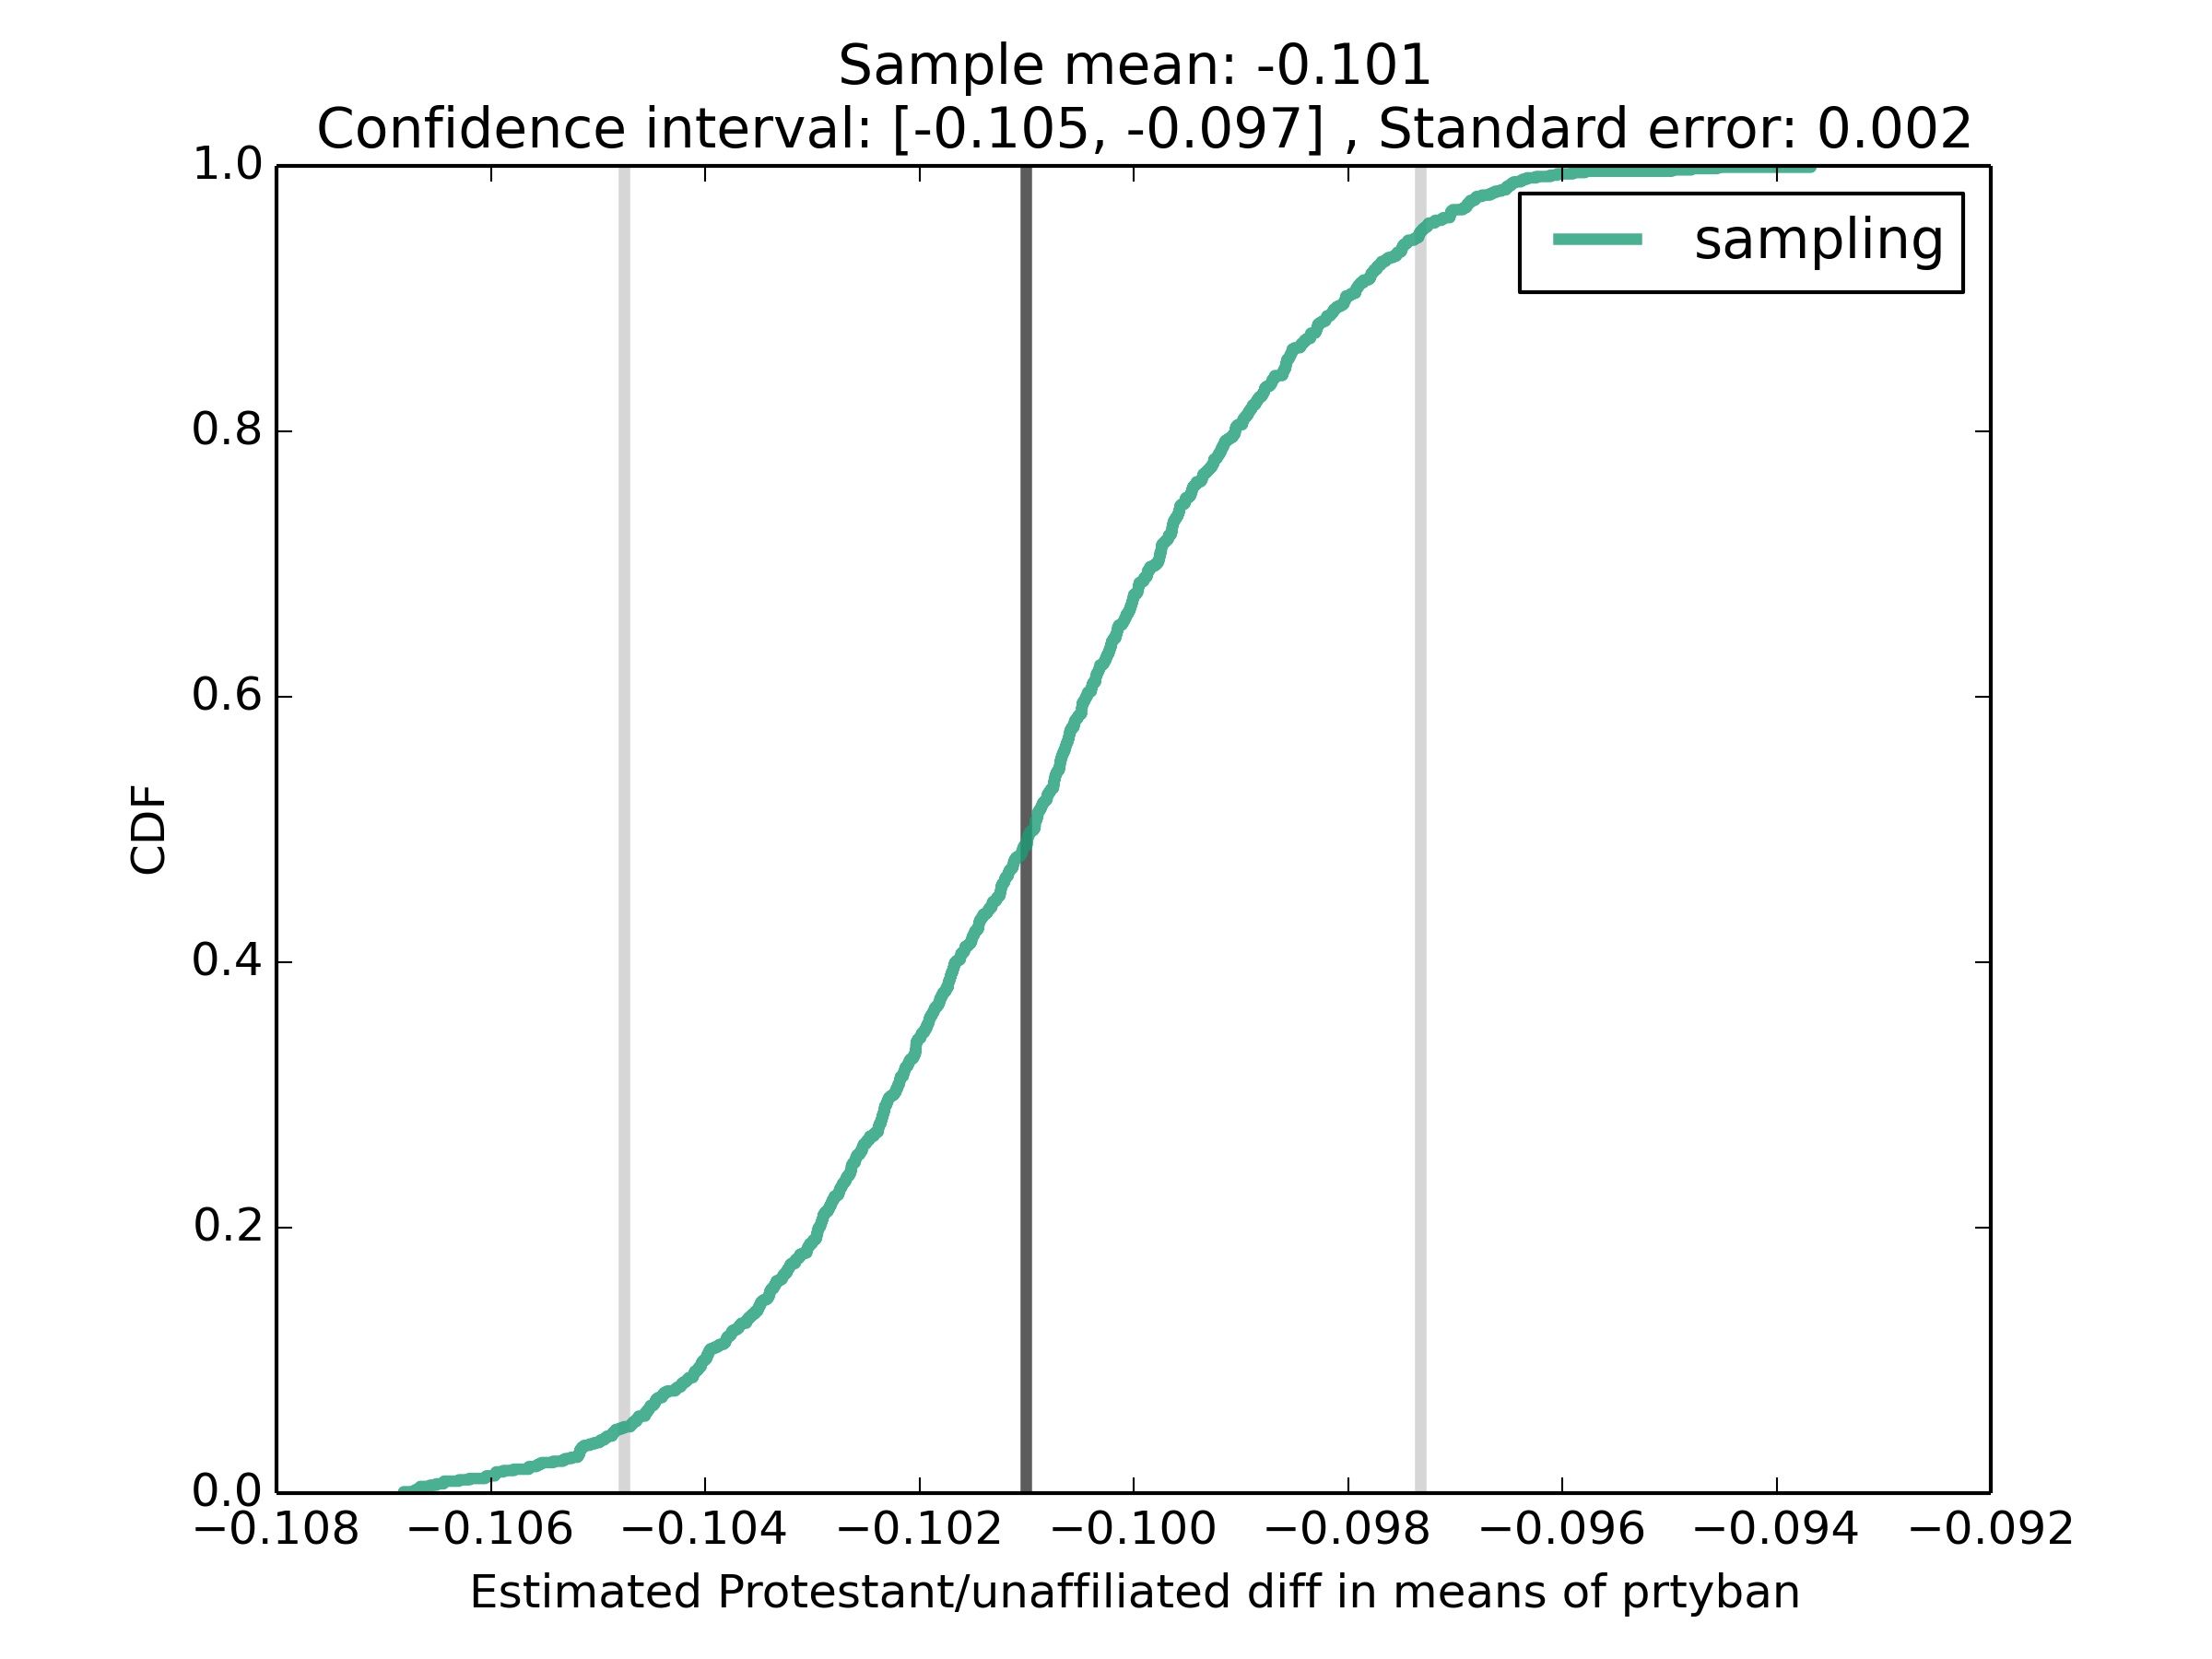 Sample mean: -0.101
Confidence interval: [-0.105, -0.097] , Standard error: 0.002
1.0
sampling
0.8
0.6
CDF
0.4
0.2
0.0
−0.108 −0.106 −0.104 −0.102 −0.100 −0.098 −0.096 −0.094 −0.092
Estimated Protestant/unaffiliated diff in means of prtyban